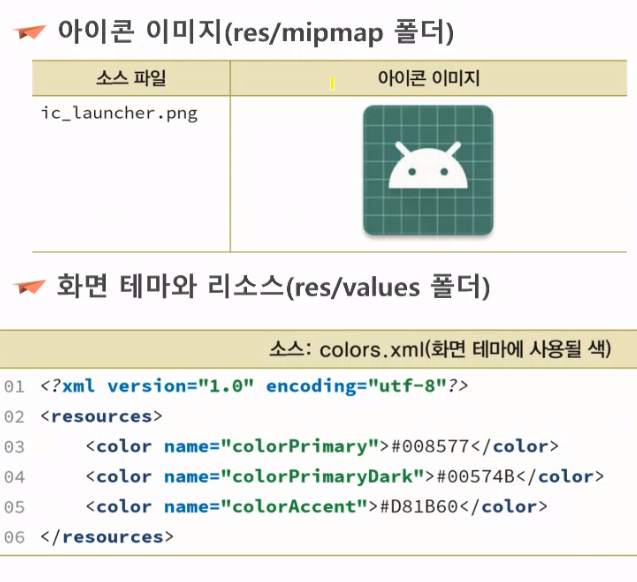 아이콘 이미지(res/mipmap 폴더)
소스 파일 아이콘 이미지
ic_launcher.png
화면 테마와 리소스(res/values 폴더)
소스: colors.xml(화면 테마에 사용될 색)
01 <?xml version="1.0" encoding="utf-8"?>
02 <resources>
03 <color name="colorPrimary">#008577</color>
04 <color name="colorPrimaryDark">#00574B</color>
05 <color name="colorAccent">#D81B60</color>
06 </resources>